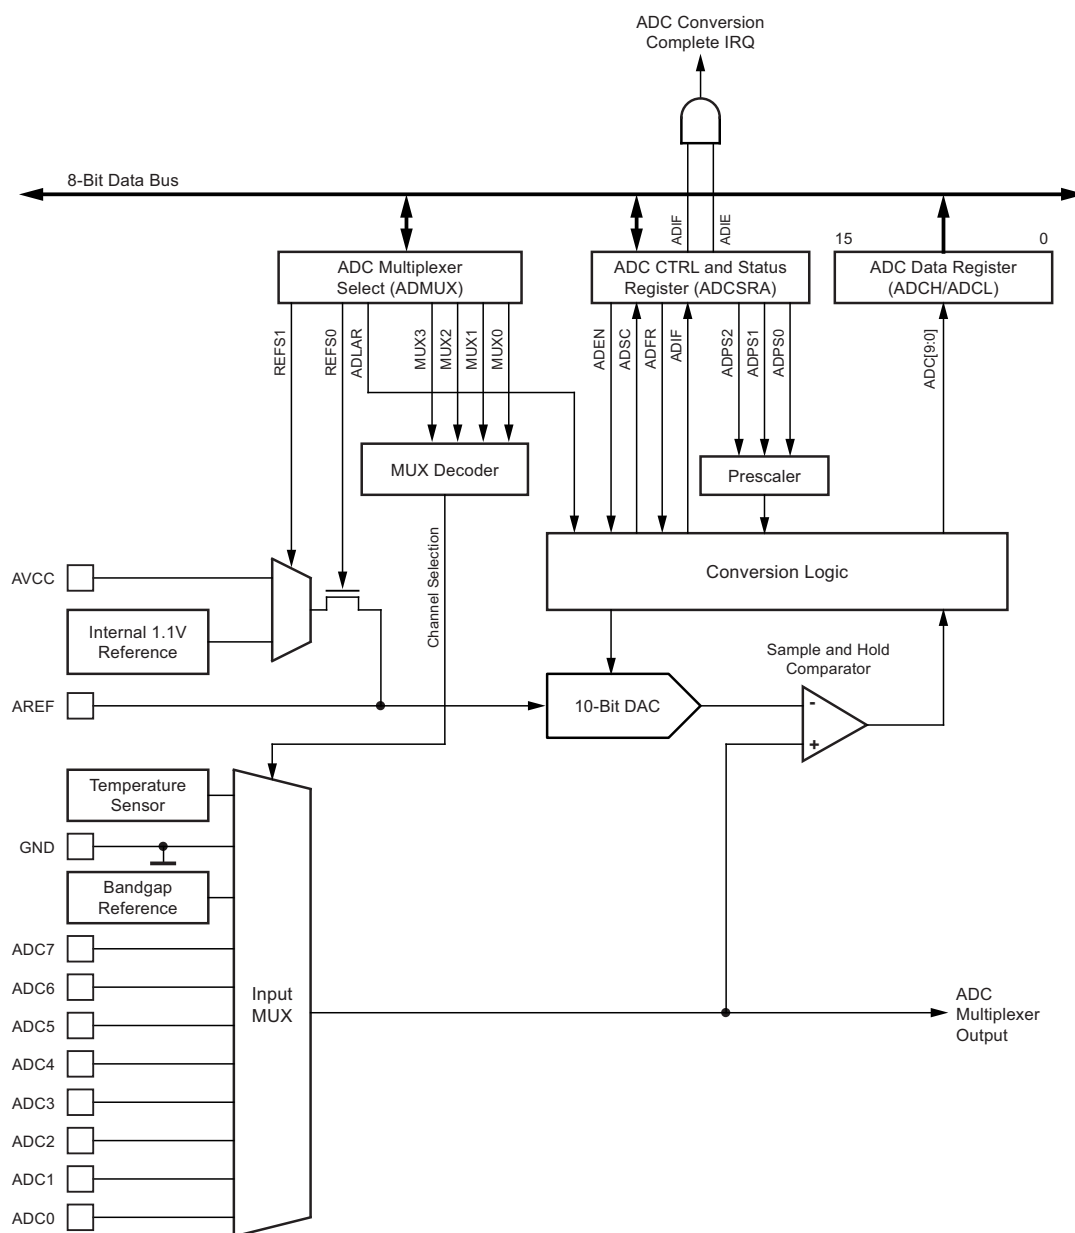 ADC Conversion
Complete IRQ
8-Bit Data Bus
ADIF
ADIE
15
0
ADC Multiplexer
Select (ADMUX)
ADC CTRL and Status
Register (ADCSRA)
ADC Data Register
(ADCH/ADCL)
REFS1
REFS0
ADLAR
MUX3
MUX2
MUX1
MUX0
ADEN
ADSC
ADFR
ADIF
ADPS2
ADPS1
ADPS0
ADC[9:0]
MUX Decoder
Prescaler
Channel Selection
Conversion Logic
AVCC
Internal 1.1V
Reference
AREF
10-Bit DAC
Sample and Hold
Comparator
-
+
Temperature
Sensor
GND
Bandgap
Reference
ADC7
ADC6
ADC5
ADC4
ADC3
ADC2
ADC1
ADC0
Input
MUX
ADC
Multiplexer
Output